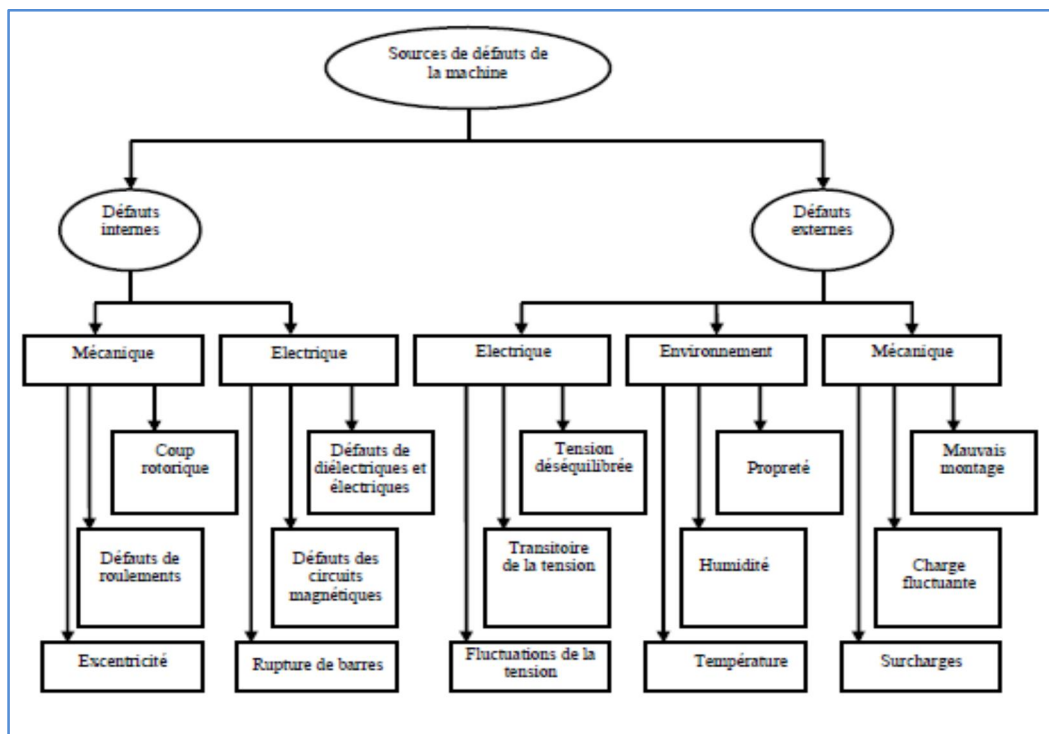 Sources de défauts de
la machine
Défauts
internes
Défauts
externes
Mécanique
Electrique
Electrique
Environnement
Mécanique
Coup
rotorique
Défauts de
diélectriques et
électriques
Tension
déséquilibrée
Propreté
Mauvais
montage
Défauts de
roulements
Défauts des
circuits
magnétiques
Transitoire
de la tension
Humidité
Charge
fluctuante
Excentricité
Rupture de barres
Fluctuations de la
tension
Température
Surcharges